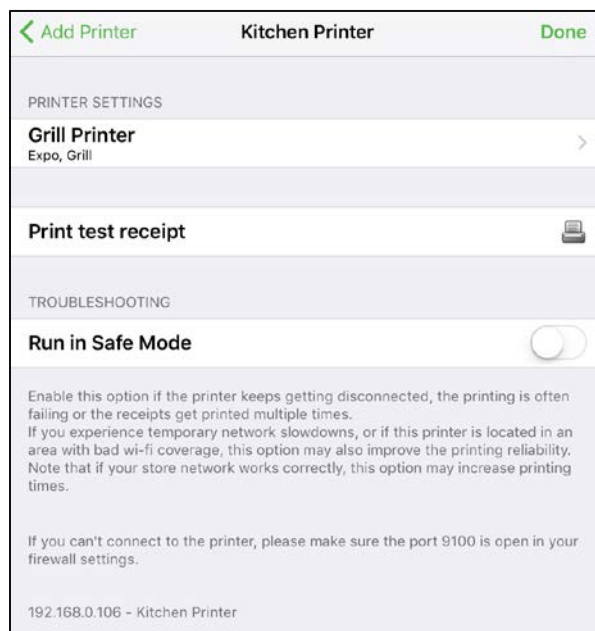 Add Printer Kitchen Printer Done
PRINTER SETTINGS
Grill Printer
Expo, Grill
Print test receipt
TROUBLESHOOTING
Run in Safe Mode
Enable this option if the printer keeps getting disconnected, the printing is often
failing or the receipts get printed multiple times.
If you experience temporary network slowdowns, or if this printer is located in an
area with bad wi-fi coverage, this option may also improve the printing reliability.
Note that if your store network works correctly, this option may increase printing
times.
If you can't connect to the printer, please make sure the port 9100 is open in your
firewall settings.
192.168.0.106 - Kitchen Printer